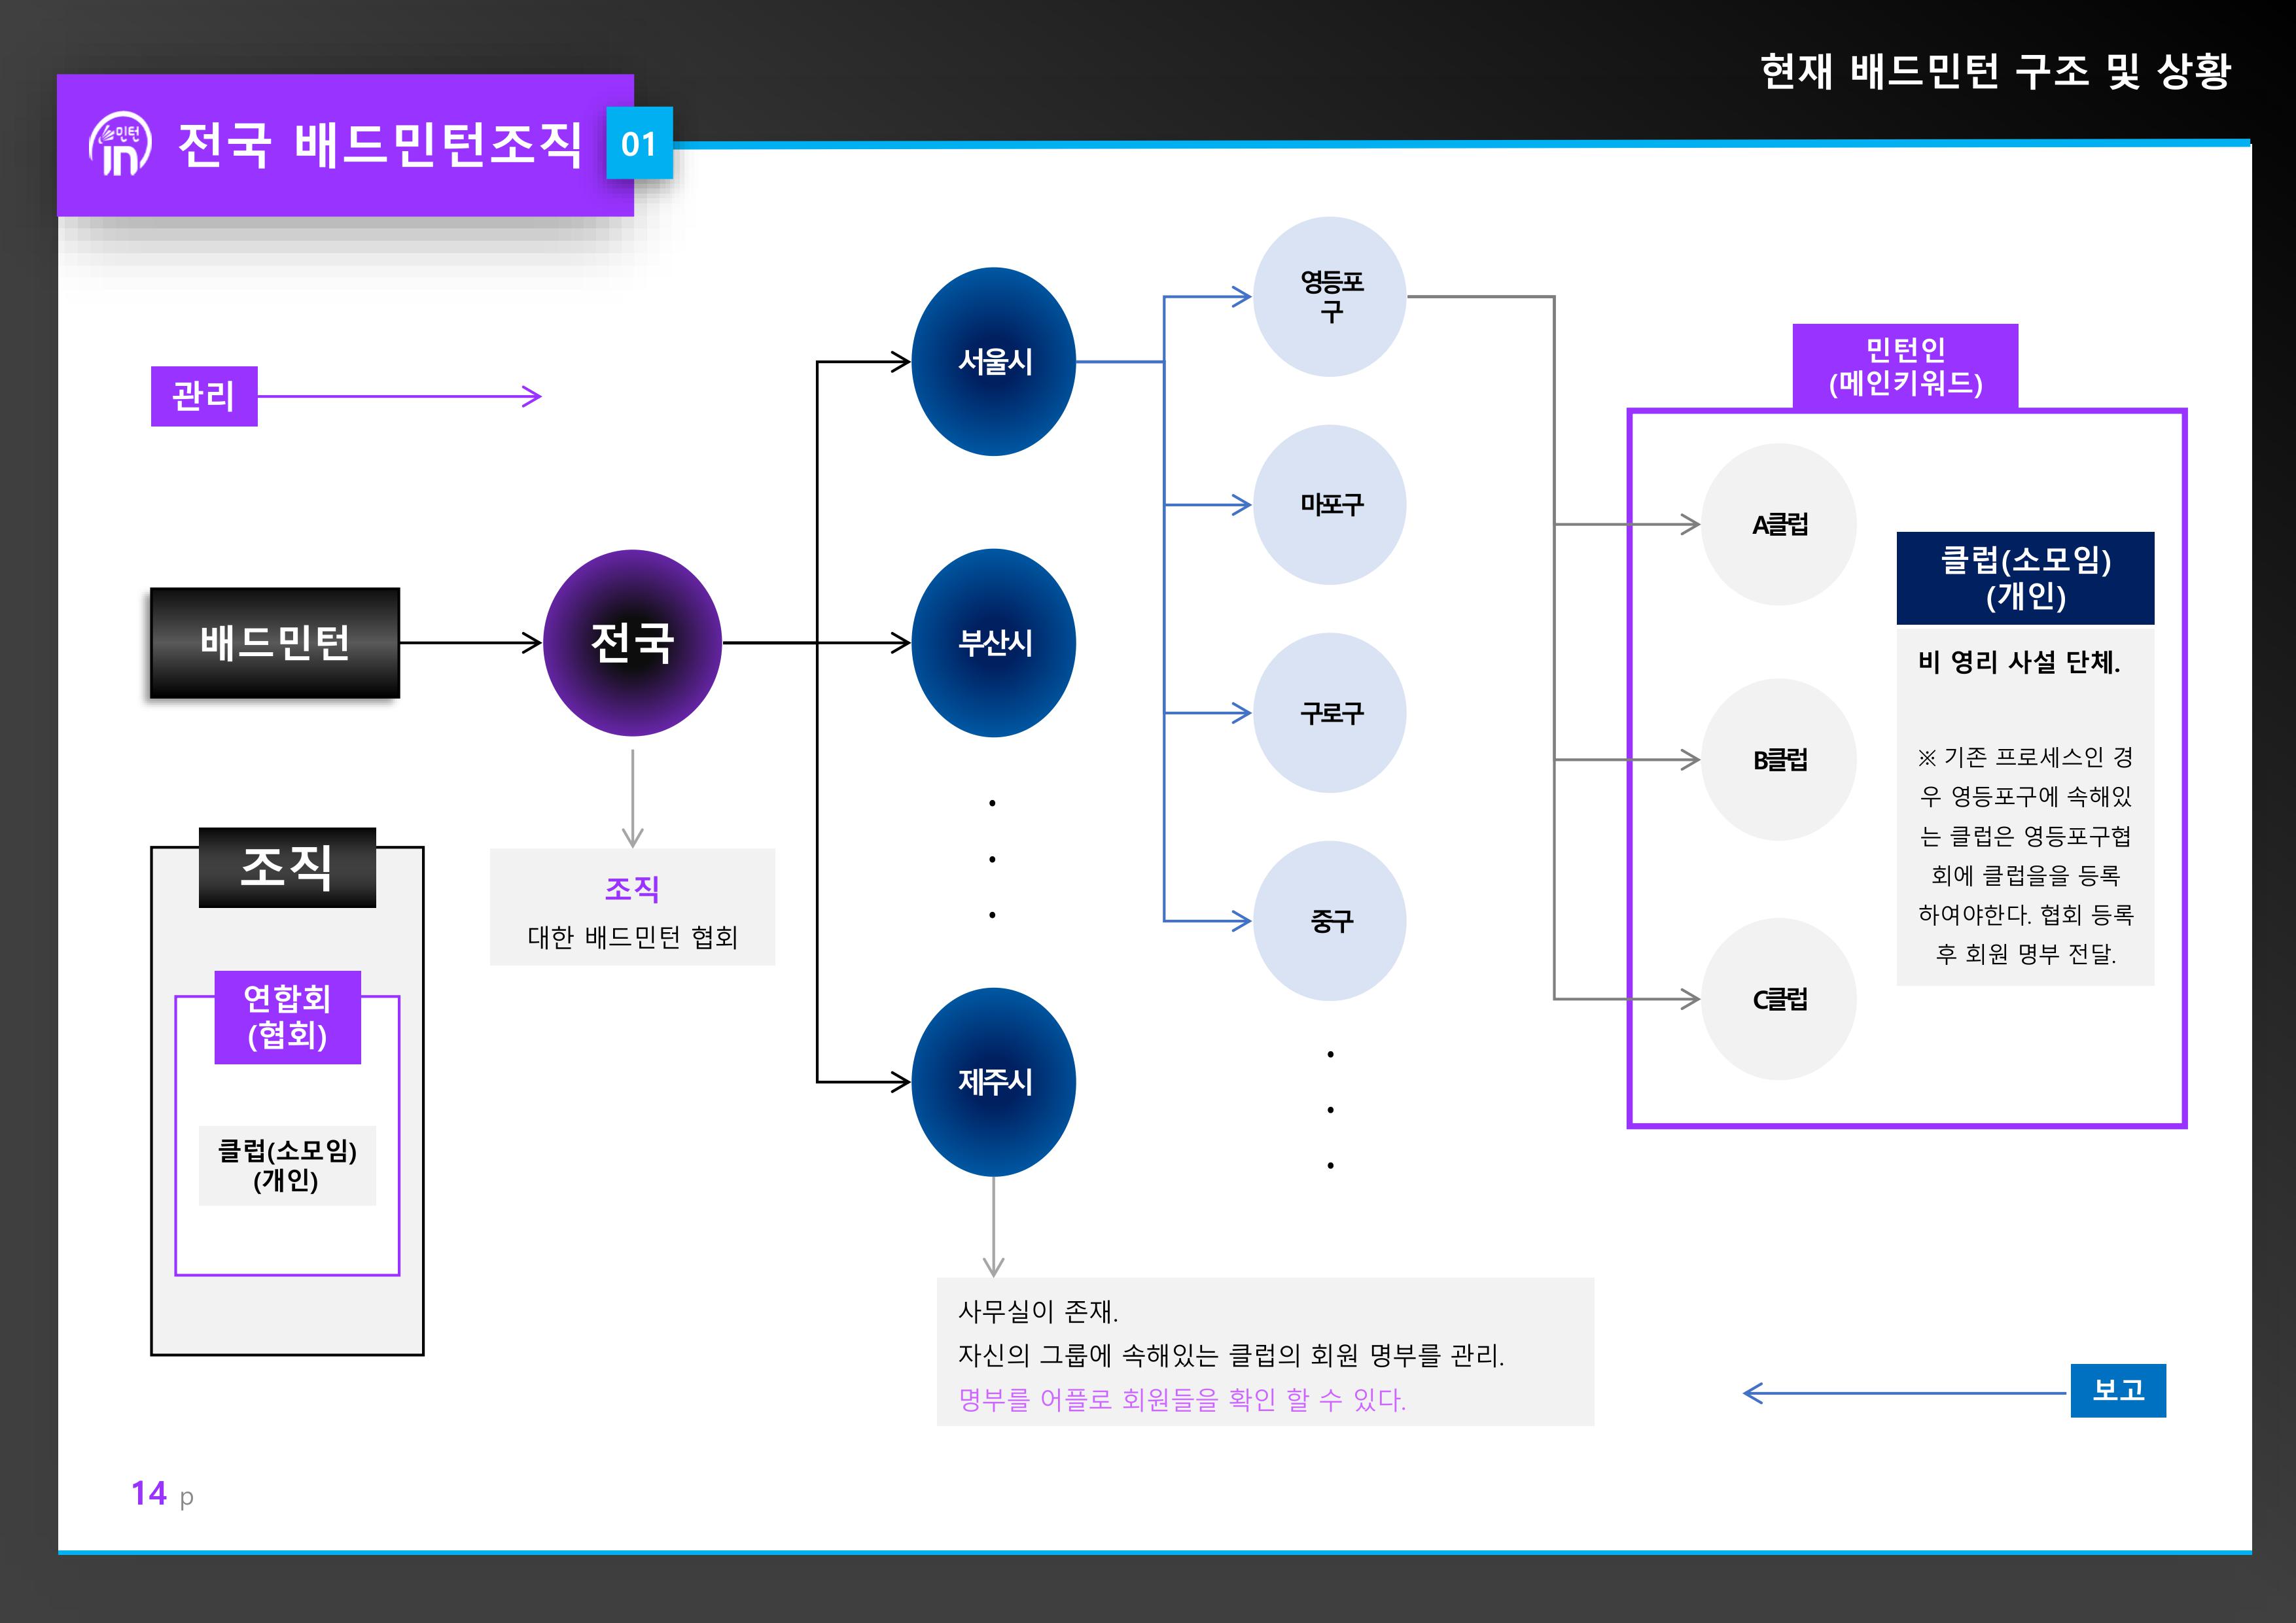 현재 배드민턴 구조 및 상황
민턴
in
전국 배드민턴조직
01
관리
배드민턴
전국
조직
대한 배드민턴 협회
조직
연합회
(협회)
클럽(소모임)
(개인)
서울시
부산시
제주시
영등포
구
마포구
구로구
중구
민턴인
(메인키워드)
A클럽
B클럽
C클럽
클럽(소모임)
(개인)
비 영리 사설 단체.
※ 기존 프로세스인 경
우 영등포구에 속해있
는 클럽은 영등포구협
회에 클럽을을 등록
하여야한다. 협회 등록
후 회원 명부 전달.
사무실이 존재.
자신의 그룹에 속해있는 클럽의 회원 명부를 관리.
명부를 어플로 회원들을 확인 할 수 있다.
보고
14 p